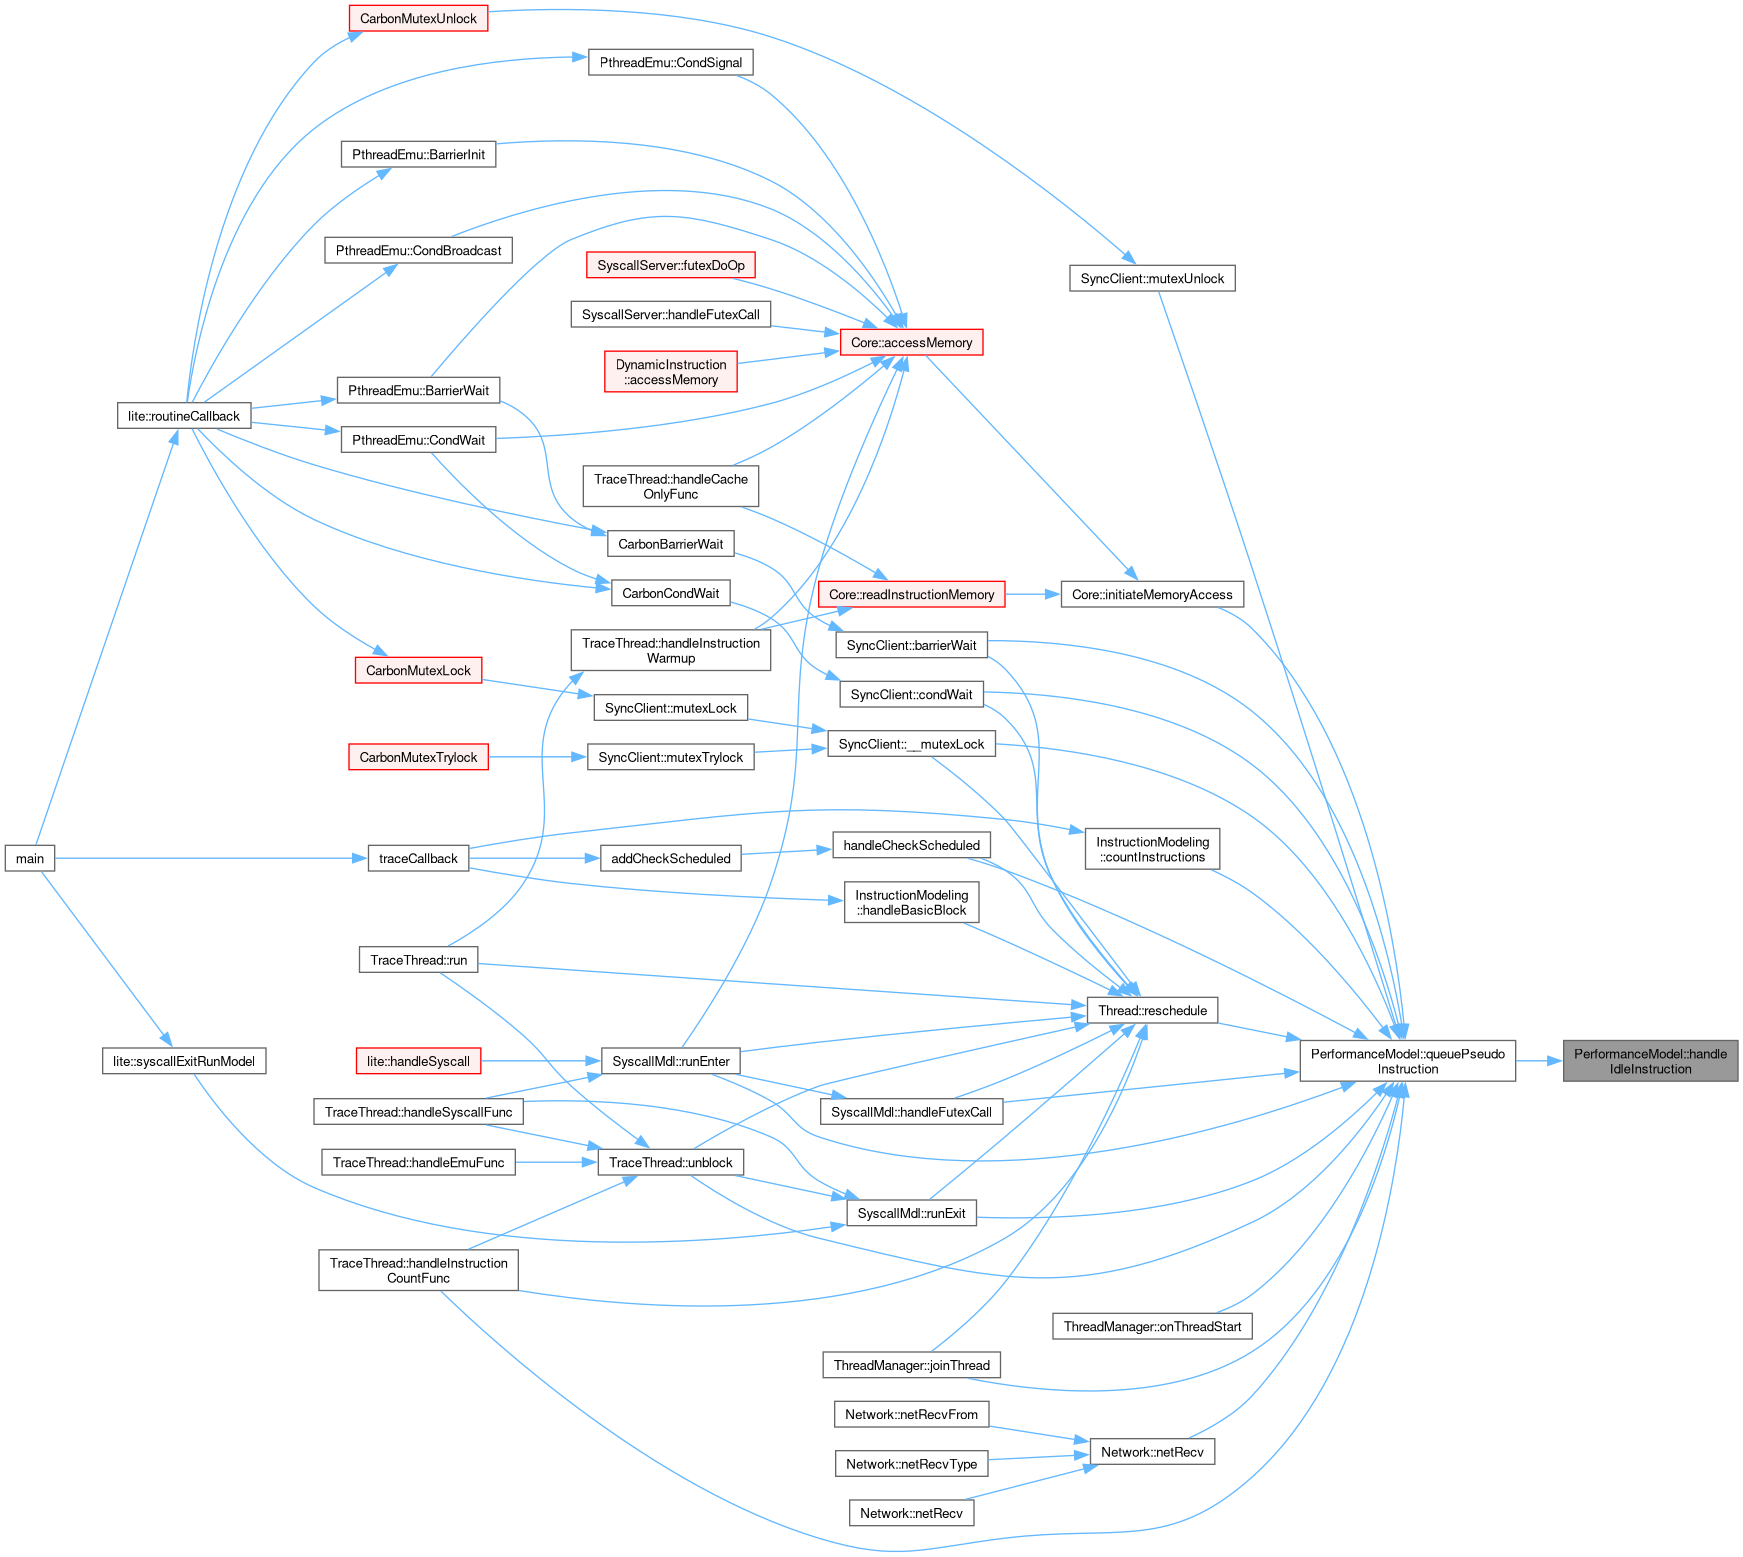 CarbonMutexUnlock
PthreadEmu::CondSignal
PthreadEmu::BarrierInit
PthreadEmu::CondBroadcast
SyscallServer::futexDoOp
SyncClient::mutexUnlock
SyscallServer::handleFutexCall
Core::accessMemory
DynamicInstruction
::accessMemory
PthreadEmu::BarrierWait
lite::routineCallback
PthreadEmu::CondWait
TraceThread::handleCache
OnlyFunc
CarbonBarrierWait
CarbonCondWait
Core::readInstructionMemory
Core::initiateMemoryAccess
TraceThread::handleInstruction
Warmup
SyncClient::barrierWait
CarbonMutexLock
SyncClient::condWait
SyncClient::mutexLock
SyncClient::__mutexLock
CarbonMutexTrylock
SyncClient::mutexTrylock
main
traceCallback
addCheckScheduled
handleCheckScheduled
InstructionModeling
::countInstructions
InstructionModeling
::handleBasicBlock
TraceThread::run
Thread::reschedule
lite::syscallExitRunModel
lite::handleSyscall
SyscallMdl::runEnter
PerformanceModel::queuePseudo
Instruction
PerformanceModel::handle
IdleInstruction
TraceThread::handleSyscallFunc
SyscallMdl::handleFutexCall
TraceThread::handleEmuFunc
TraceThread::unblock
SyscallMdl::runExit
TraceThread::handleInstruction
CountFunc
ThreadManager::onThreadStart
ThreadManager::joinThread
Network::netRecvFrom
Network::netRecv
Network::netRecvType
Network::netRecv